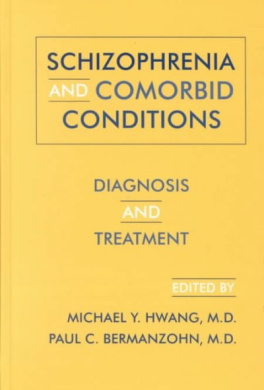 SCHIZOPHRENIA
AND COMORBID
CONDITIONS
DIAGNOSIS
AND
TREATMENT
EDITED BY
MICHAEL Y. HWANG, M.D.
PAUL C. BERMANZOHN, M.D.